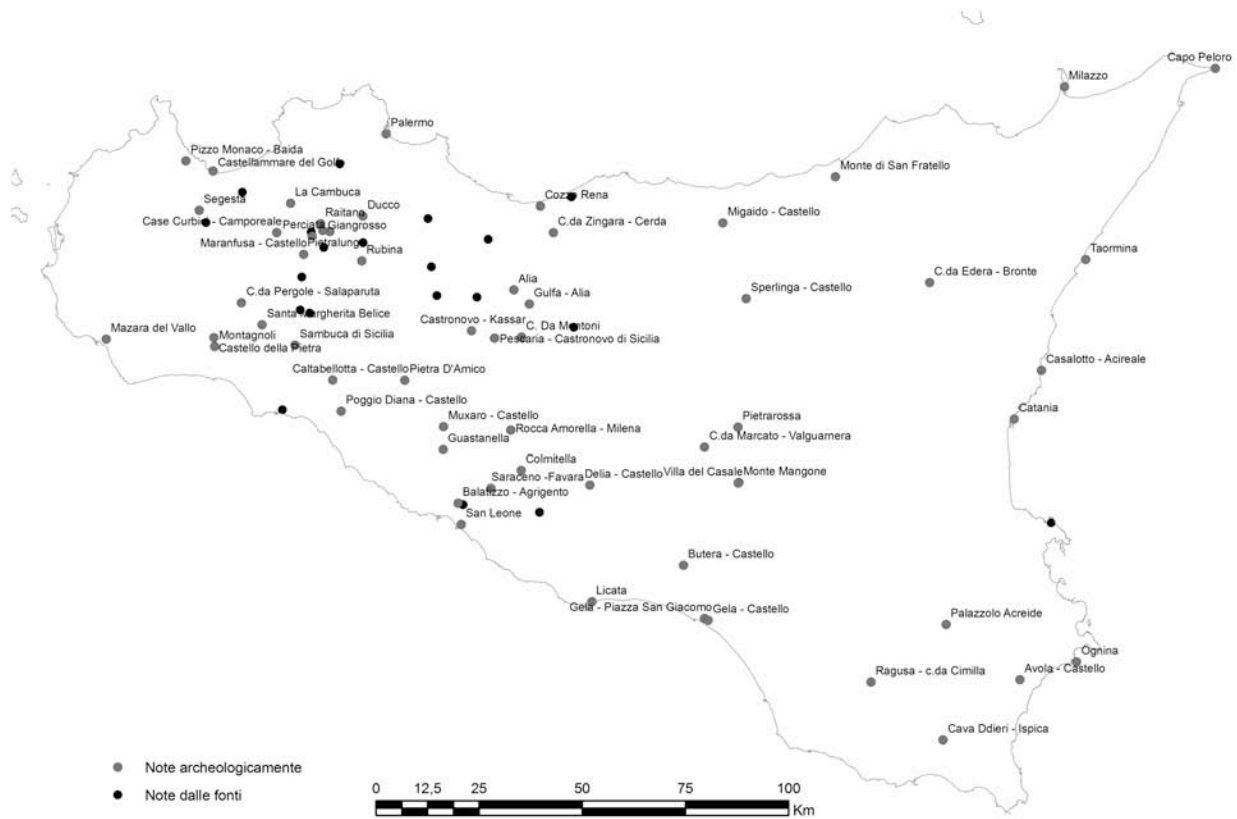 Capo Peloro
Milazzo
Palermo
Pizzo Monaco - Baida
Castellammare del Golfo
Monte di San Fratello
La Cambuca
Cozzo Rena
Segesta
Ducco
Raitano
Case Curbici - Camporeale
Perciata
Giangrosso
C.da Zingara - Cerda
Migaido - Castello
Maranfusa - Castello
Pietralunga
Rubina
Taormina
C.da Edera - Bronte
Alia
C.da Pergole - Salaparuta
Gulfa - Alia
Sperlinga - Castello
Santa Margherita Belice
Castronovo - Kassar
C. Da Montoni
Mazara del Vallo
Montagnoli
Sambuca di Sicilia
Pescaria - Castronovo di Sicilia
Castello della Pietra
Caltabellotta - Castello
Pietra D'Amico
Casalotto - Acireale
Poggio Diana - Castello
Catania
Muxaro - Castello
Pietrarossa
Rocca Amorella - Milena
C.da Marcato - Valguarnera
Guastanella
Colmitella
Saraceno -Favara
Delia - Castello
Villa del Casale
Monte Mangone
Balatizzo - Agrigento
San Leone
Butera - Castello
Licata
Gela - Piazza San Giacomo
Gela - Castello
Palazzolo Acreide
Ognina
Ragusa - c.da Cimilla
Avola - Castello
Cava Ddieri - Ispica
Note archeologicamente
Note dalle fonti
0 12,5 25 50 75 100
Km